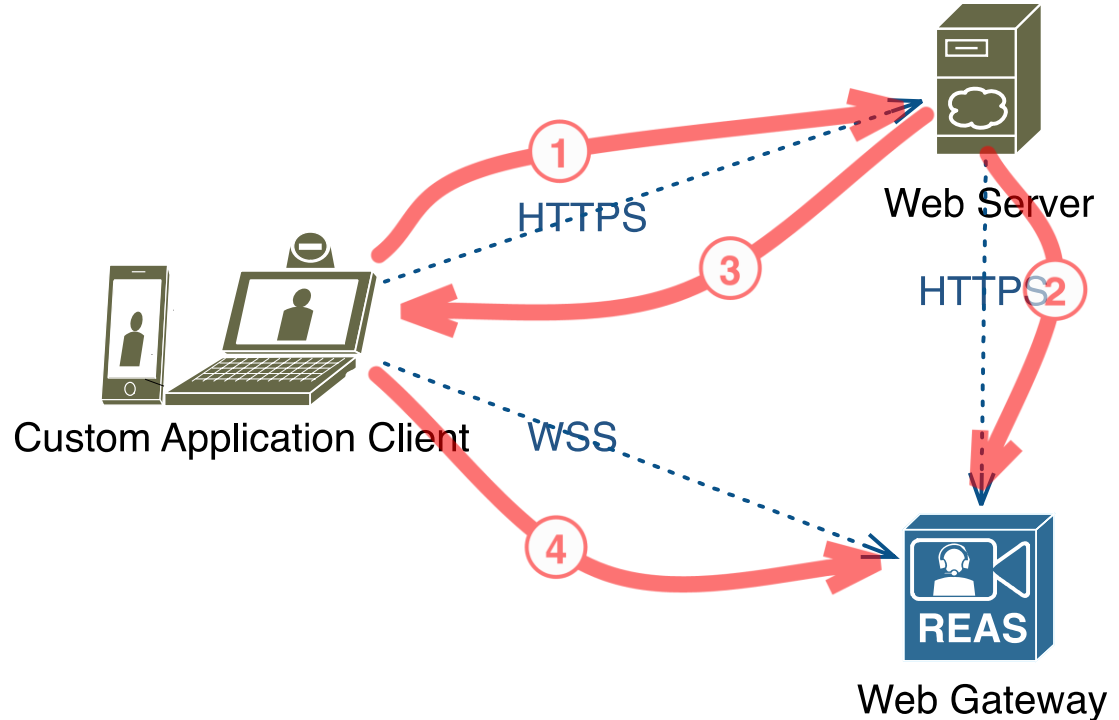 1
Web Server
HTTPS
3
HTTPS
2
Custom Application Client
WSS
4
REAS
Web Gateway